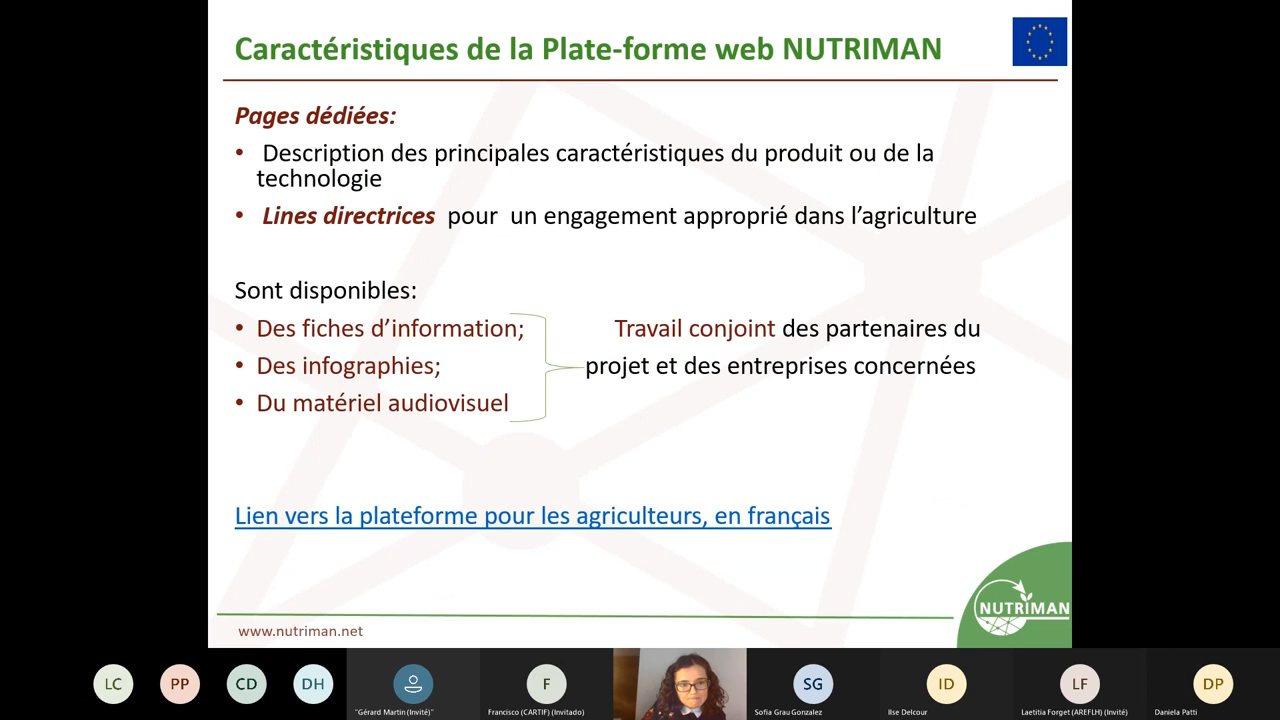 Caractéristiques de la Plate-forme web NUTRIMAN
Pages dédiées:
• Description des principales caractéristiques du produit ou de la
technologie
• Lines directrices pour un engagement approprié dans l’agriculture
Sont disponibles:
• Des fiches d’information;
• Des infographies;
• Du matériel audiovisuel
Travail conjoint des partenaires du
projet et des entreprises concernées
Lien vers la plateforme pour les agriculteurs, en français
NUTRIMAN
www.nutriman.net
LC
PP
CD
DH
"Gérard Martin (Invité)"
F
Francisco (CARTIF) (Invitado)
SG
Sofia Grau Gonzalez
ID
Ilse Delcour
LF
Laetitia Forget (AREFLH) (Invité)
DP
Daniela Patti